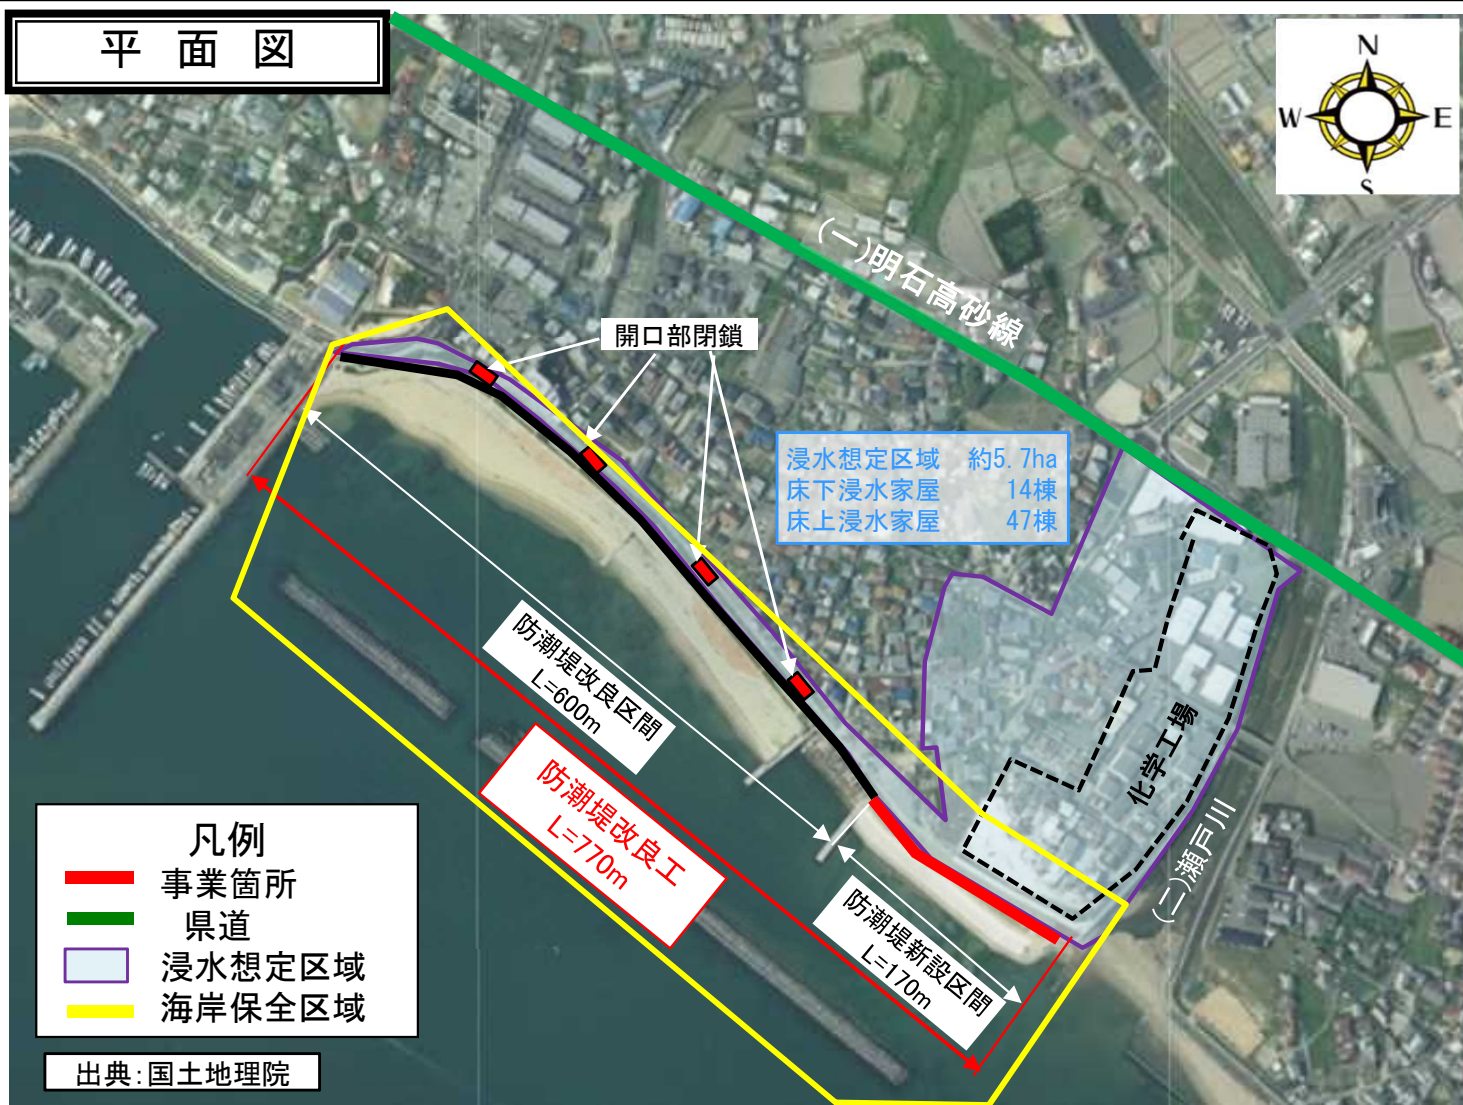 平面図
N
W E
S
(一)明石高砂線
開口部閉鎖
浸水想定区域 約5.7ha
床下浸水家屋 14棟
床上浸水家屋 47棟
防潮堤改良区間
L=600m
防潮堤改良工
L=770m
防潮堤新設区間
L=170m
化学工場
(二)瀬戸川
凡例
事業箇所
県道
浸水想定区域
海岸保全区域
出典:国土地理院